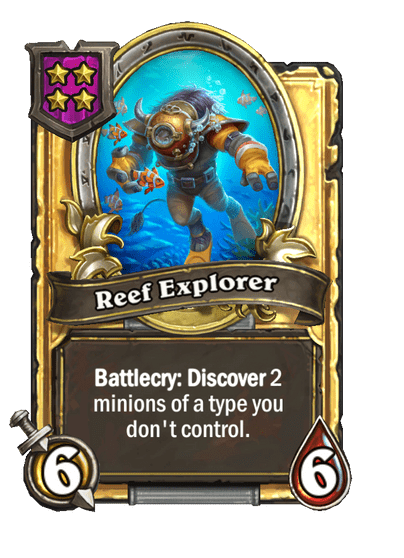 Reef Explorer
Battlecry: Discover 2
minions of a type you
don't control.
6
6